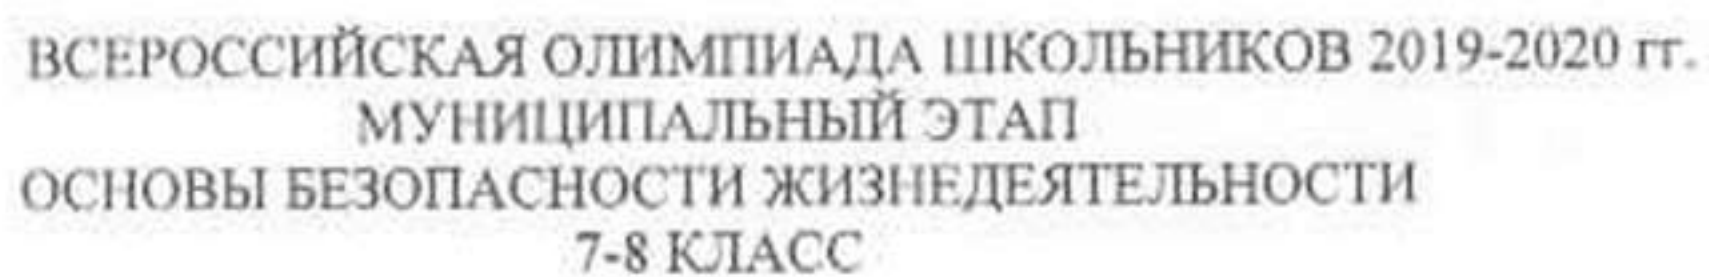 ВСЕРОССИЙСКАЯ ОЛИМПИАДА ШКОЛЬНИКОВ 2019-2020 гг.
МУНИЦИПАЛЬНЫЙ ЭТАП
ОСНОВЫ БЕЗОПАСНОСТИ ЖИЗНЕДЕЯТЕЛЬНОСТИ
7-8 КЛАСС